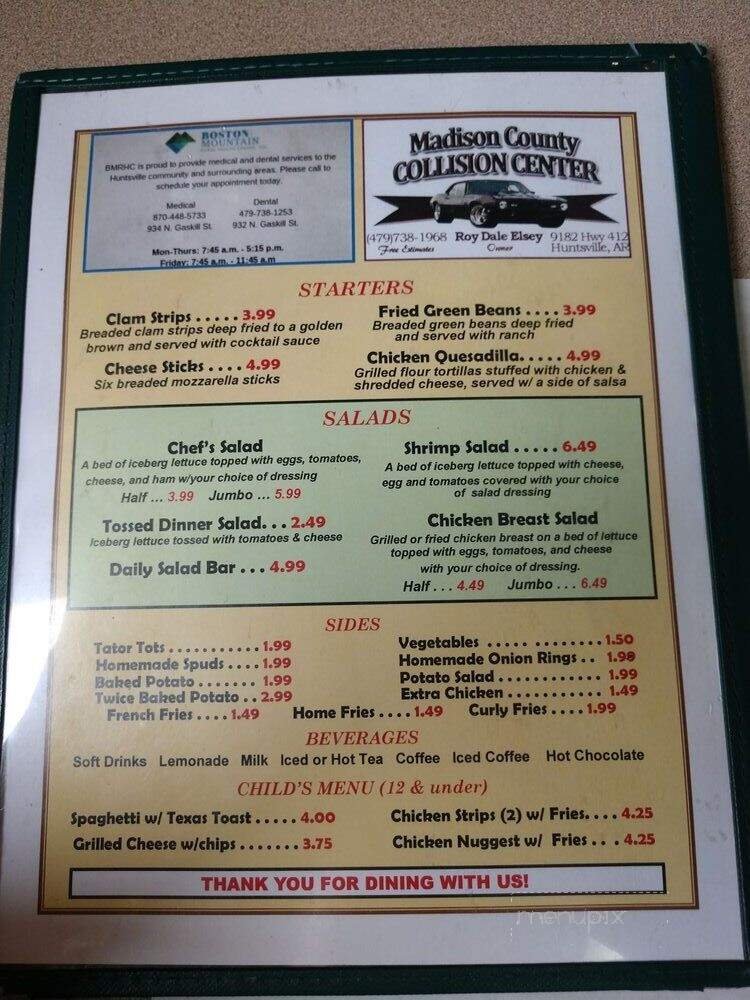 BOSTON
MOUNTAIN
BMRHC is proud to provide medical and dental services to the
Huntsville community and surrounding areas. Please call to
schedule your appointment today.
Medical Dental
870-448-5733 479-738-1253
934 N. Gaskill St. 932 N. Gaskill St.
Mon-Thurs: 7:45 a.m. - 5:15 p.m.
Friday: 7:45 a.m. - 11:45 a.m
Madison County
COLLISION CENTER
(479)738-1968 Roy Dale Elsey 9182 Hwy 412
Free Estimates Owner Huntsville, AR
STARTERS
Clam Strips ..... 3.99
Breaded clam strips deep fried to a golden
brown and served with cocktail sauce
Cheese Sticks .... 4.99
Six breaded mozzarella sticks
Fried Green Beans .... 3.99
Breaded green beans deep fried
and served with ranch
Chicken Quesadilla..... 4.99
Grilled flour tortillas stuffed with chicken &
shredded cheese, served w/ a side of salsa
SALADS
Chef's Salad
A bed of iceberg lettuce topped with eggs, tomatoes,
cheese, and ham w/your choice of dressing
Half ... 3.99 Jumbo ... 5.99
Tossed Dinner Salad... 2.49
Iceberg lettuce tossed with tomatoes & cheese
Daily Salad Bar ... 4.99
Shrimp Salad ..... 6.49
A bed of iceberg lettuce topped with cheese,
egg and tomatoes covered with your choice
of salad dressing
Chicken Breast Salad
Grilled or fried chicken breast on a bed of lettuce
topped with eggs, tomatoes, and cheese
with your choice of dressing.
Half ... 4.49 Jumbo ... 6.49
SIDES
Tator Tots ........... 1.99
Homemade Spuds .... 1.99
Baked Potato ....... 1.99
Twice Baked Potato .. 2.99
Vegetables ..... ........ 1.50
Homemade Onion Rings .. 1.98
Potato Salad ............ 1.99
Extra Chicken ........... 1.49
French Fries .... 1.49 Home Fries .... 1.49 Curly Fries .... 1.99
BEVERAGES
Soft Drinks Lemonade Milk Iced or Hot Tea Coffee Iced Coffee Hot Chocolate
CHILD'S MENU (12 & under)
Spaghetti w/ Texas Toast ..... 4.00
Grilled Cheese w/chips ....... 3.75
Chicken Strips (2) w/ Fries.... 4.25
Chicken Nuggest w/ Fries ... 4.25
THANK YOU FOR DINING WITH US!
menupix